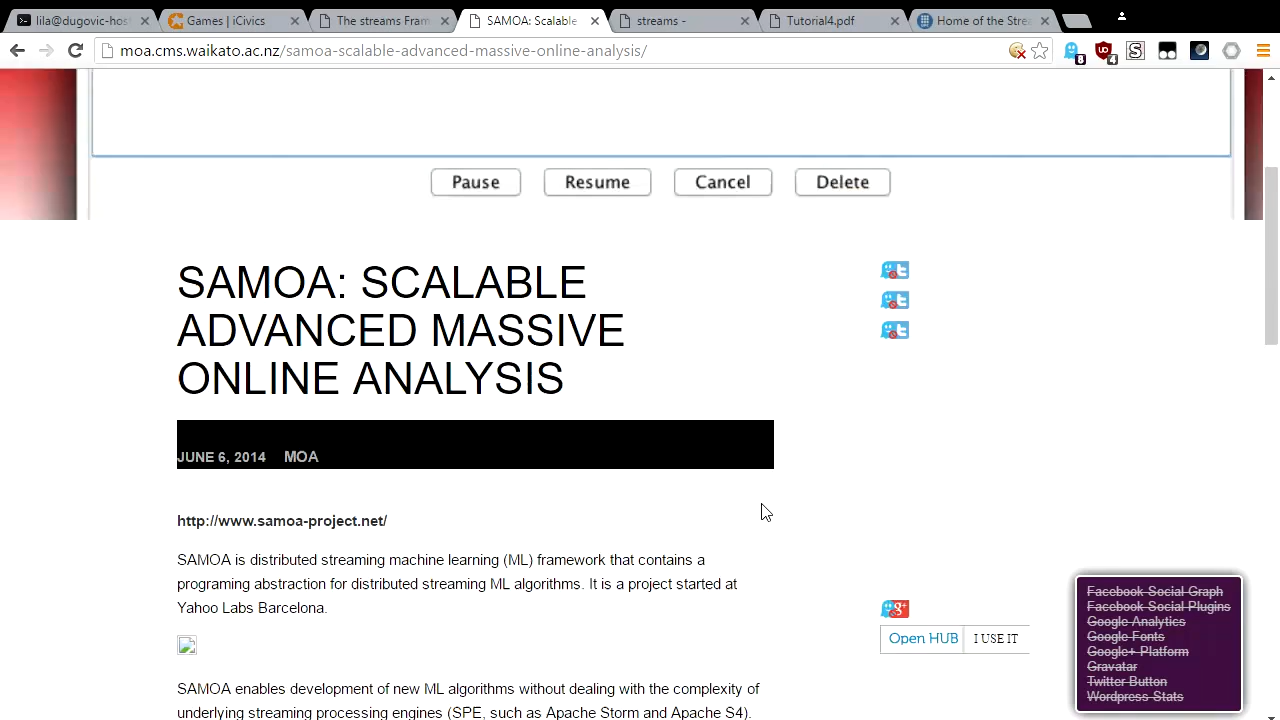 lila@dugovic-host
Games | iCivics
The streams Fram
SAMOA: Scalable
streams -
Tutorial4.pdf
Home of the Stre
moa.cms.waikato.ac.nz/samoa-scalable-advanced-massive-online-analysis/
8
4
Pause Resume Cancel Delete
SAMOA: SCALABLE
ADVANCED MASSIVE
ONLINE ANALYSIS
JUNE 6, 2014 MOA
http://www.samoa-project.net/
SAMOA is distributed streaming machine learning (ML) framework that contains a
programing abstraction for distributed streaming ML algorithms. It is a project started at
Yahoo Labs Barcelona.
Open HUB I USE IT
SAMOA enables development of new ML algorithms without dealing with the complexity of
underlying streaming processing engines (SPE, such as Apache Storm and Apache S4).
Facebook Social Graph
Facebook Social Plugins
Google Analytics
Google Fonts
Google+ Platform
Gravatar
Twitter Button
Wordpress Stats